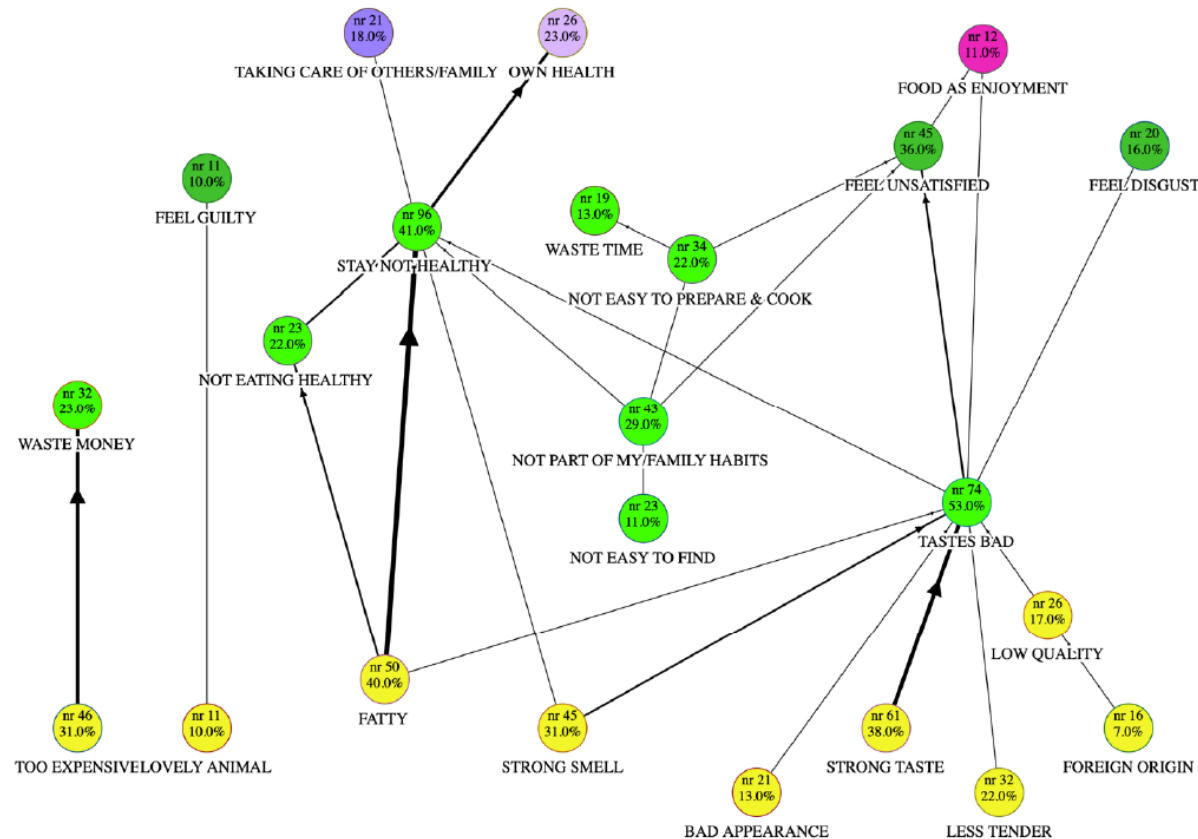 nr 21
18.0%
TAKING CARE OF OTHERS/FAMILY
nr 26
23.0%
OWN HEALTH
nr 12
11.0%
FOOD AS ENJOYMENT
nr 45
36.0%
FEEL UNSATISFIED
nr 20
16.0%
FEEL DISGUST
nr 11
10.0%
FEEL GUILTY
nr 96
41.0%
STAY NOT HEALTHY
nr 19
13.0%
WASTE TIME
nr 34
22.0%
NOT EASY TO PREPARE & COOK
nr 23
22.0%
NOT EATING HEALTHY
nr 32
23.0%
WASTE MONEY
nr 43
29.0%
NOT PART OF MY/FAMILY HABITS
nr 23
11.0%
NOT EASY TO FIND
nr 74
53.0%
TASTES BAD
nr 26
17.0%
LOW QUALITY
nr 50
40.0%
FATTY
nr 46
31.0%
TOO EXPENSIVE
nr 11
10.0%
LOVELY ANIMAL
nr 45
31.0%
STRONG SMELL
nr 61
38.0%
STRONG TASTE
nr 16
7.0%
FOREIGN ORIGIN
nr 21
13.0%
BAD APPEARANCE
nr 32
22.0%
LESS TENDER